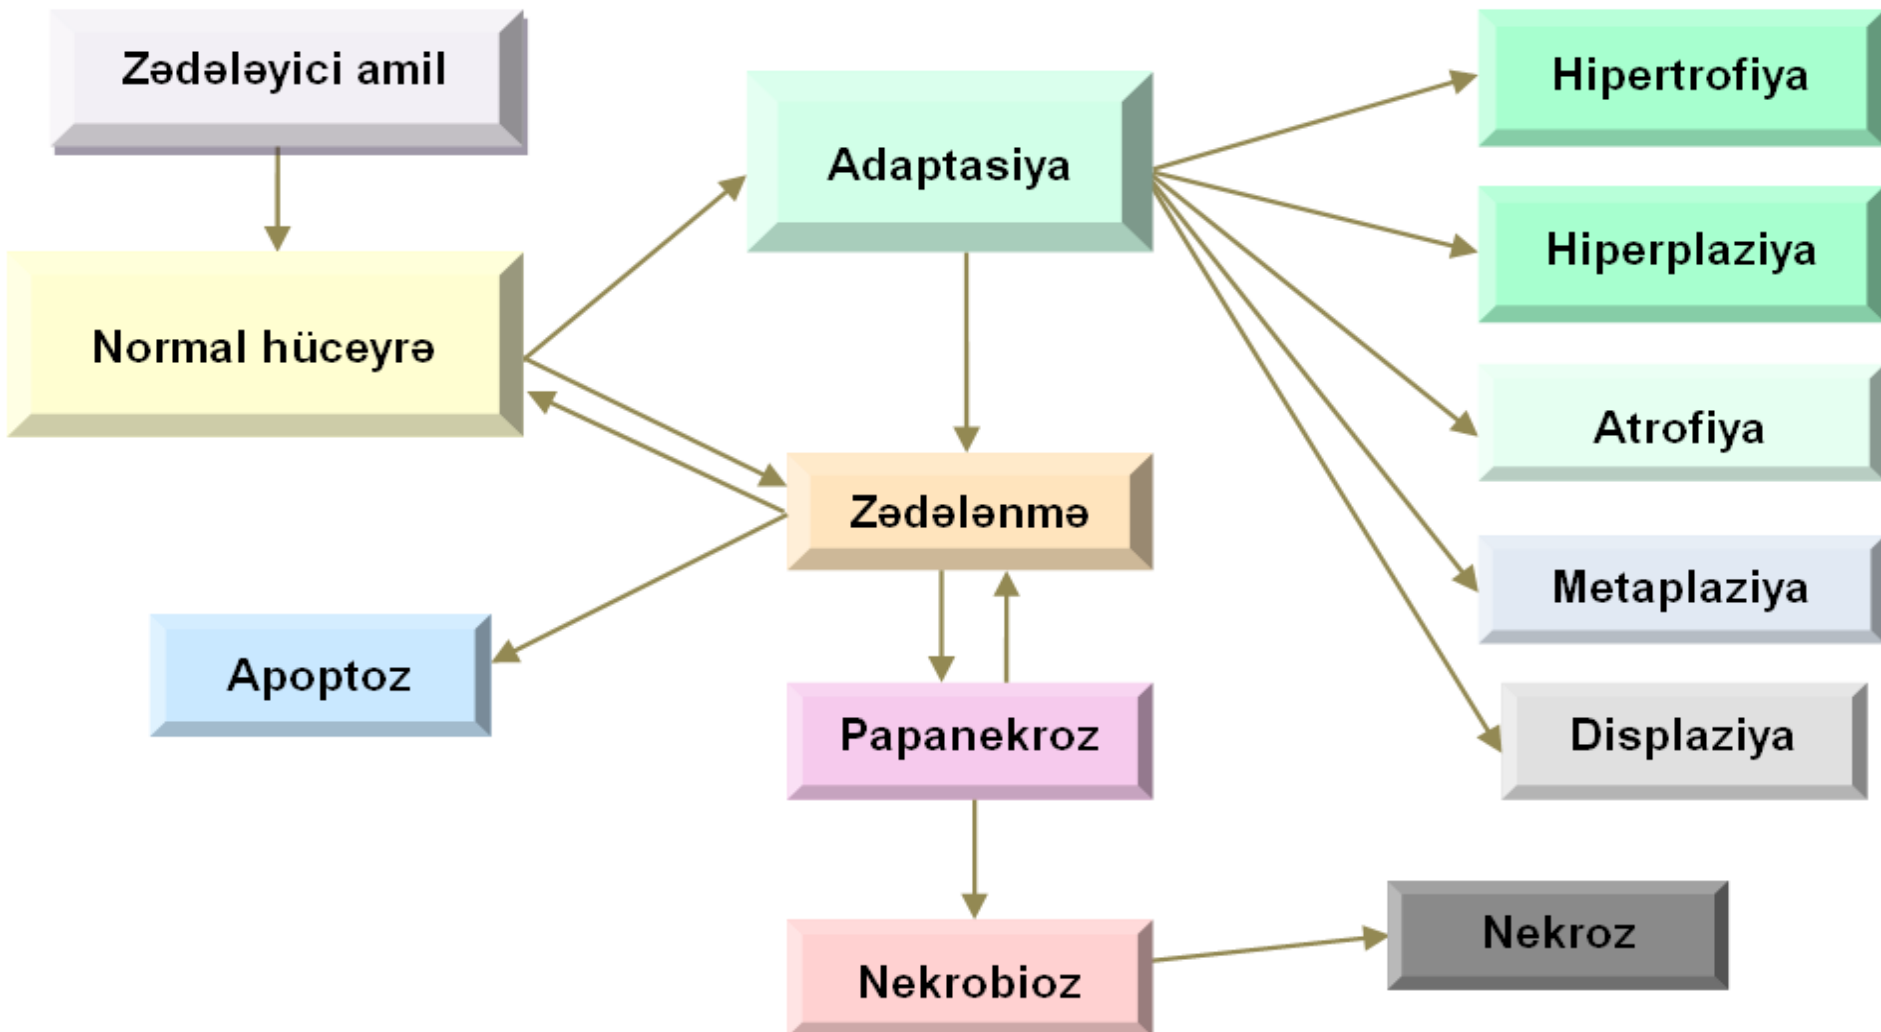 Zədələyici amil
Hipertrofiya
Adaptasiya
Hiperplaziya
Normal hüceyrə
Atrofiya
Zədələnmə
Metaplaziya
Apoptoz
Papanekroz
Displaziya
Nekroz
Nekrobioz